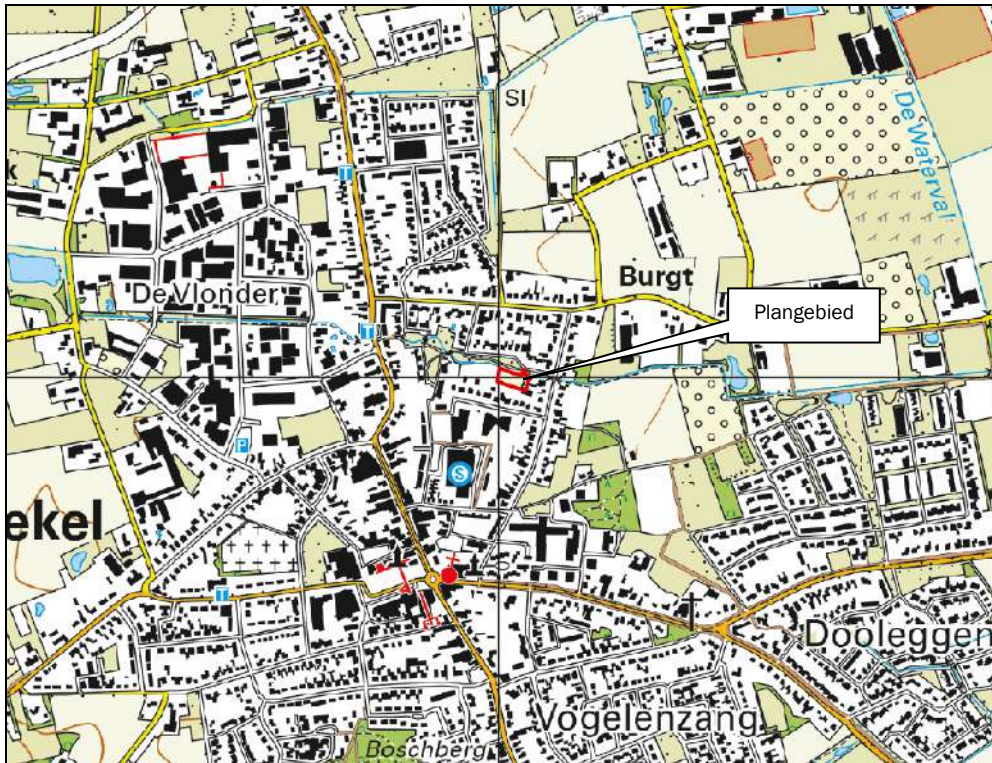 SI
De Waterval
Burgt
De Vlonder
Plangebied
T
T
P
S
ekel
T
Dooleggen
Vogelenzang
Boschberg